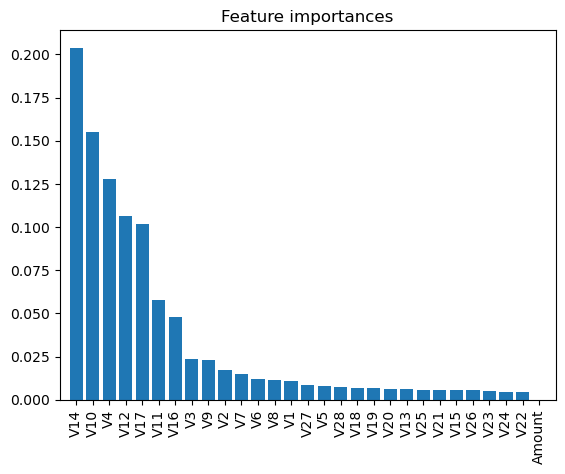 Feature importances
0.200
0.175
0.150
0.125
0.100
0.075
0.050
0.025
0.000
V14
V10
V4
V12
V17
V11
V16
V3
V9
V2
V7
V6
V8
V1
V27
V5
V28
V18
V19
V20
V13
V25
V21
V15
V26
V23
V24
V22
Amount